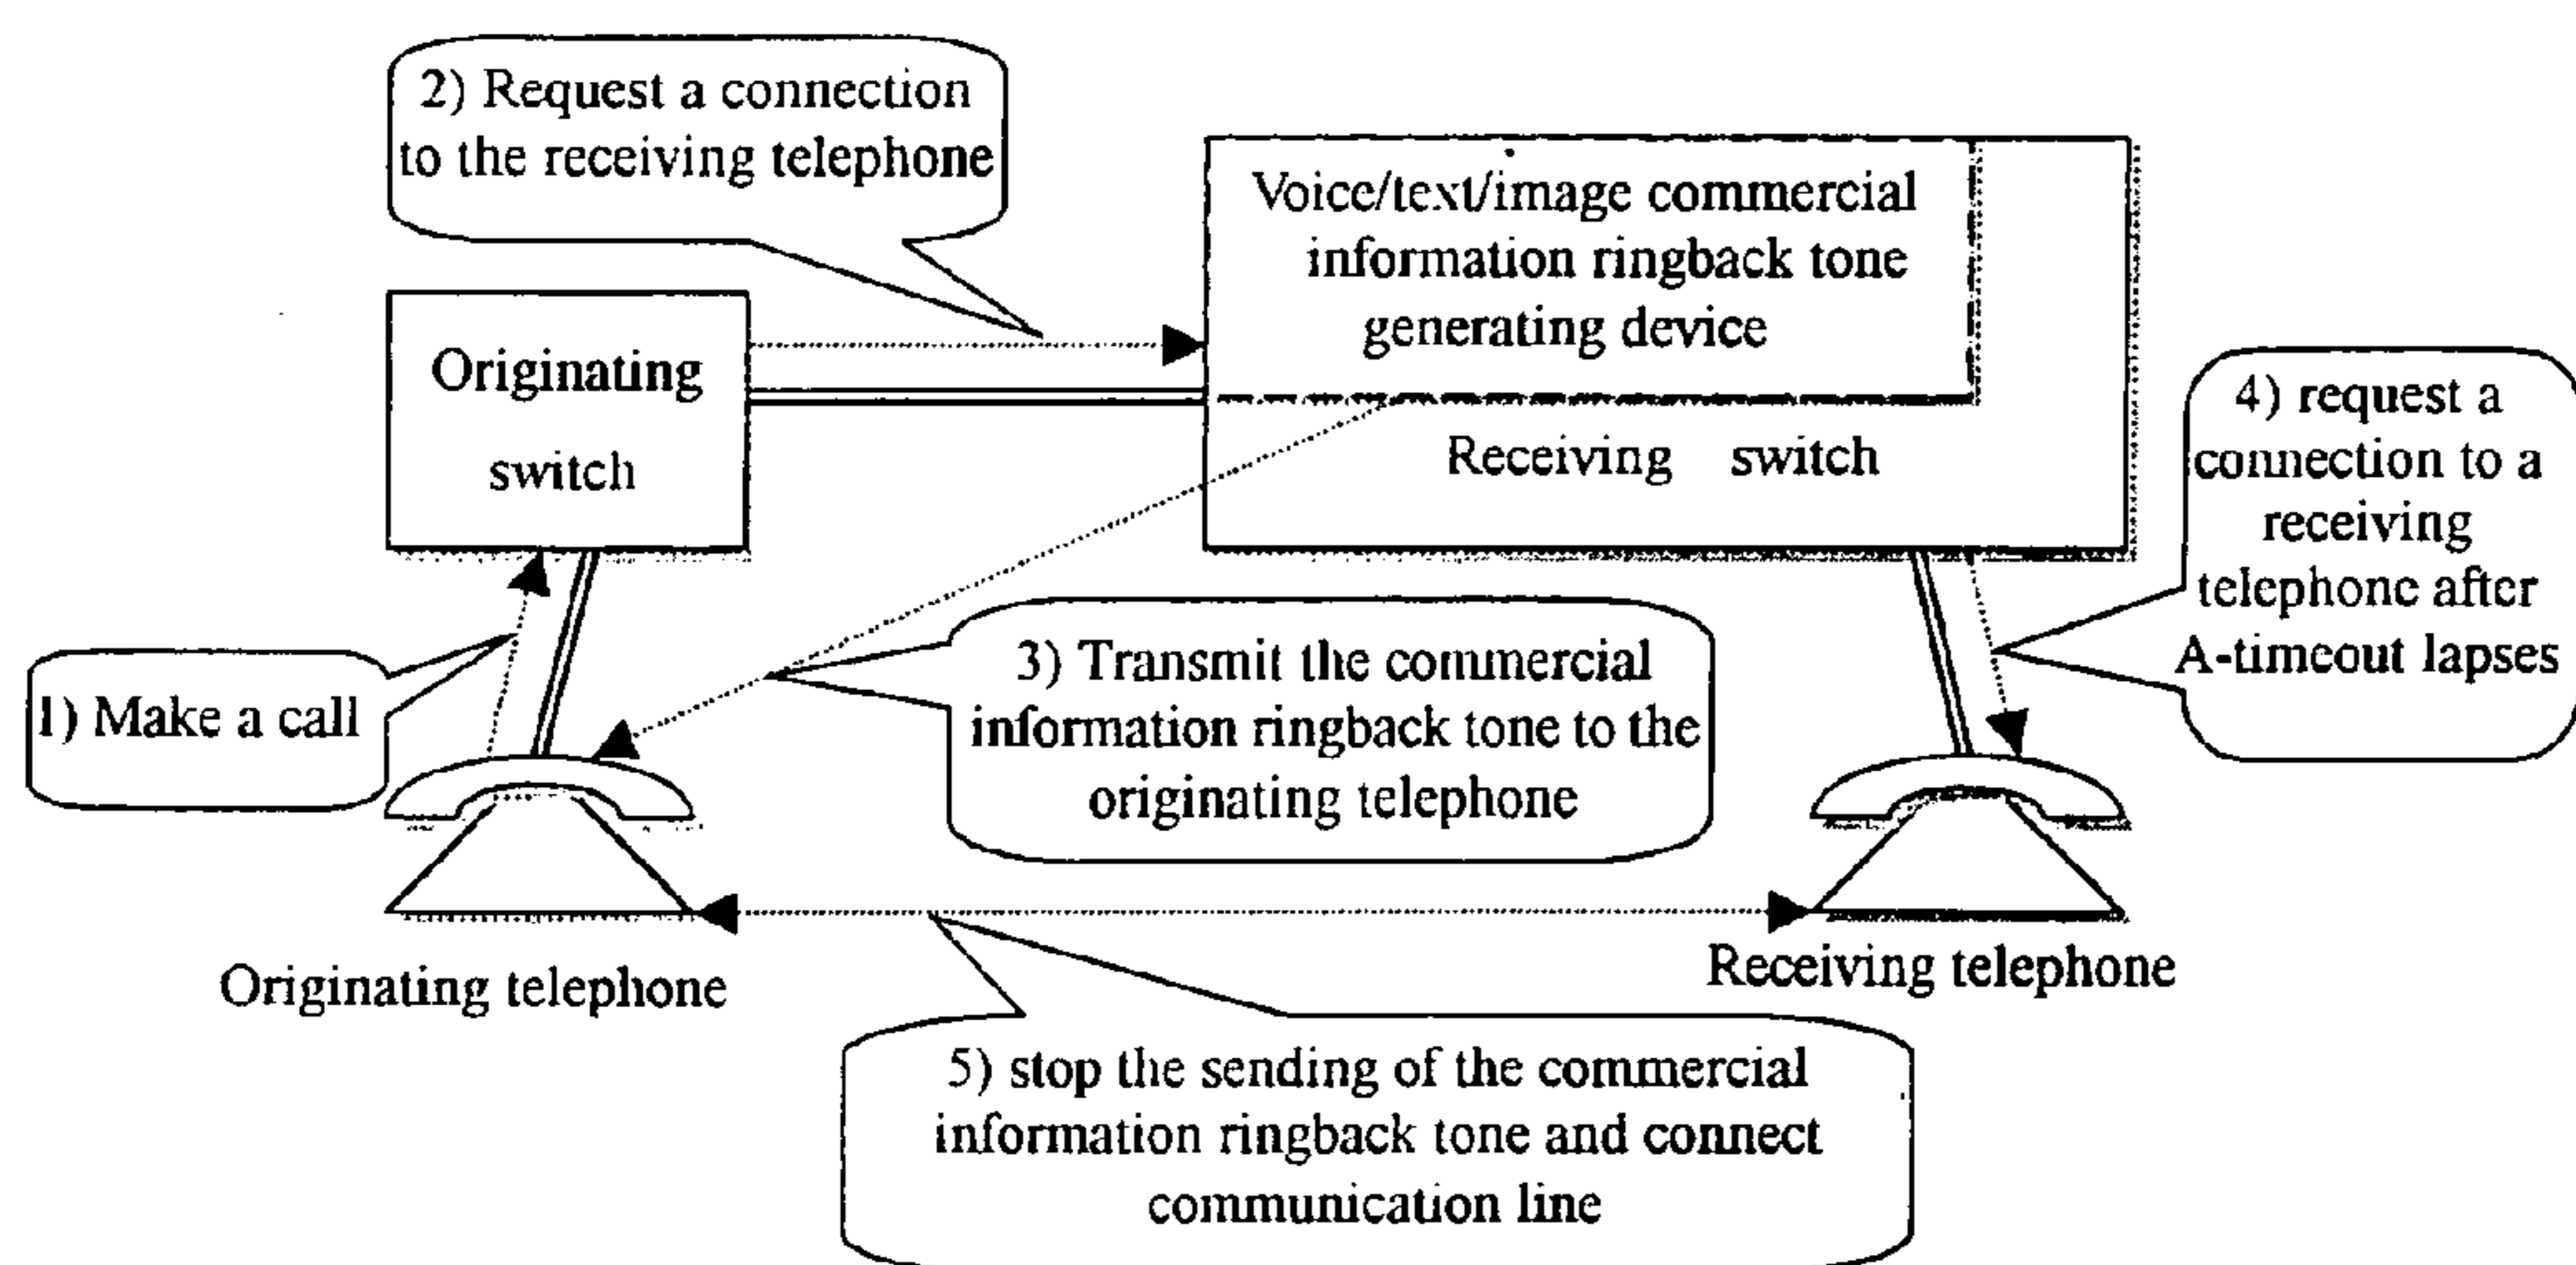 2) Request a connection
to the receiving telephone
Voice/text/image commercial
information ringback tone
generating device
Originating
switch
Receiving switch
4) request a
connection to a
receiving
telephone after
A-timeout lapses
1) Make a call
3) Transmit the commercial
information ringback tone to the
originating telephone
Originating telephone
Receiving telephone
5) stop the sending of the commercial
information ringback tone and connect
communication line